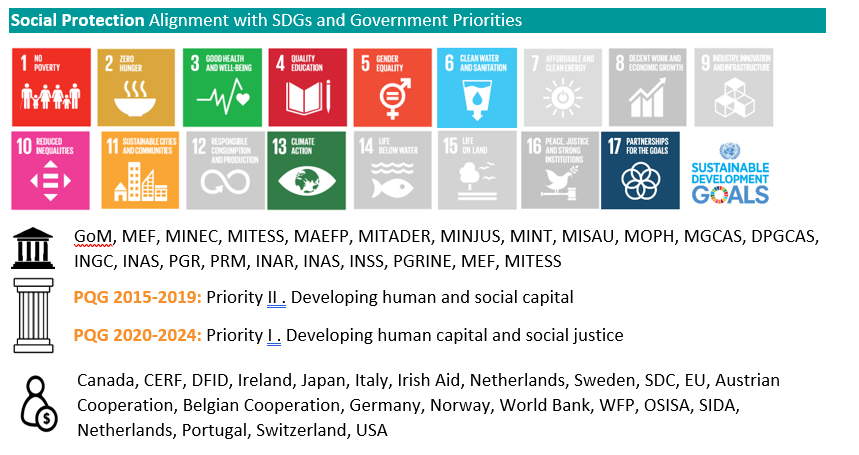 Social Protection Alignment with SDGs and Government Priorities
1 NO POVERTY
2 ZERO HUNGER
3 GOOD HEALTH AND WELL-BEING
4 QUALITY EDUCATION
5 GENDER EQUALITY
6 CLEAN WATER AND SANITATION
7 AFFORDABLE AND CLEAN ENERGY
8 DECENT WORK AND ECONOMIC GROWTH
9 INDUSTRY, INNOVATION AND INFRASTRUCTURE
10 REDUCED INEQUALITIES
11 SUSTAINABLE CITIES AND COMMUNITIES
12 RESPONSIBLE CONSUMPTION AND PRODUCTION
13 CLIMATE ACTION
14 LIFE BELOW WATER
15 LIFE ON LAND
16 PEACE, JUSTICE AND STRONG INSTITUTIONS
17 PARTNERSHIPS FOR THE GOALS
SUSTAINABLE
DEVELOPMENT
GOALS
GoM, MEF, MINEC, MITESS, MAEFP, MITADER, MINJUS, MINT, MISAU, MOPH, MGCAS, DPGCAS,
INGC, INAS, PGR, PRM, INAR, INAS, INSS, PGRINE, MEF, MITESS
PQG 2015-2019: Priority II . Developing human and social capital
PQG 2020-2024: Priority I . Developing human capital and social justice
Canada, CERF, DFID, Ireland, Japan, Italy, Irish Aid, Netherlands, Sweden, SDC, EU, Austrian
Cooperation, Belgian Cooperation, Germany, Norway, World Bank, WFP, OSISA, SIDA,
Netherlands, Portugal, Switzerland, USA